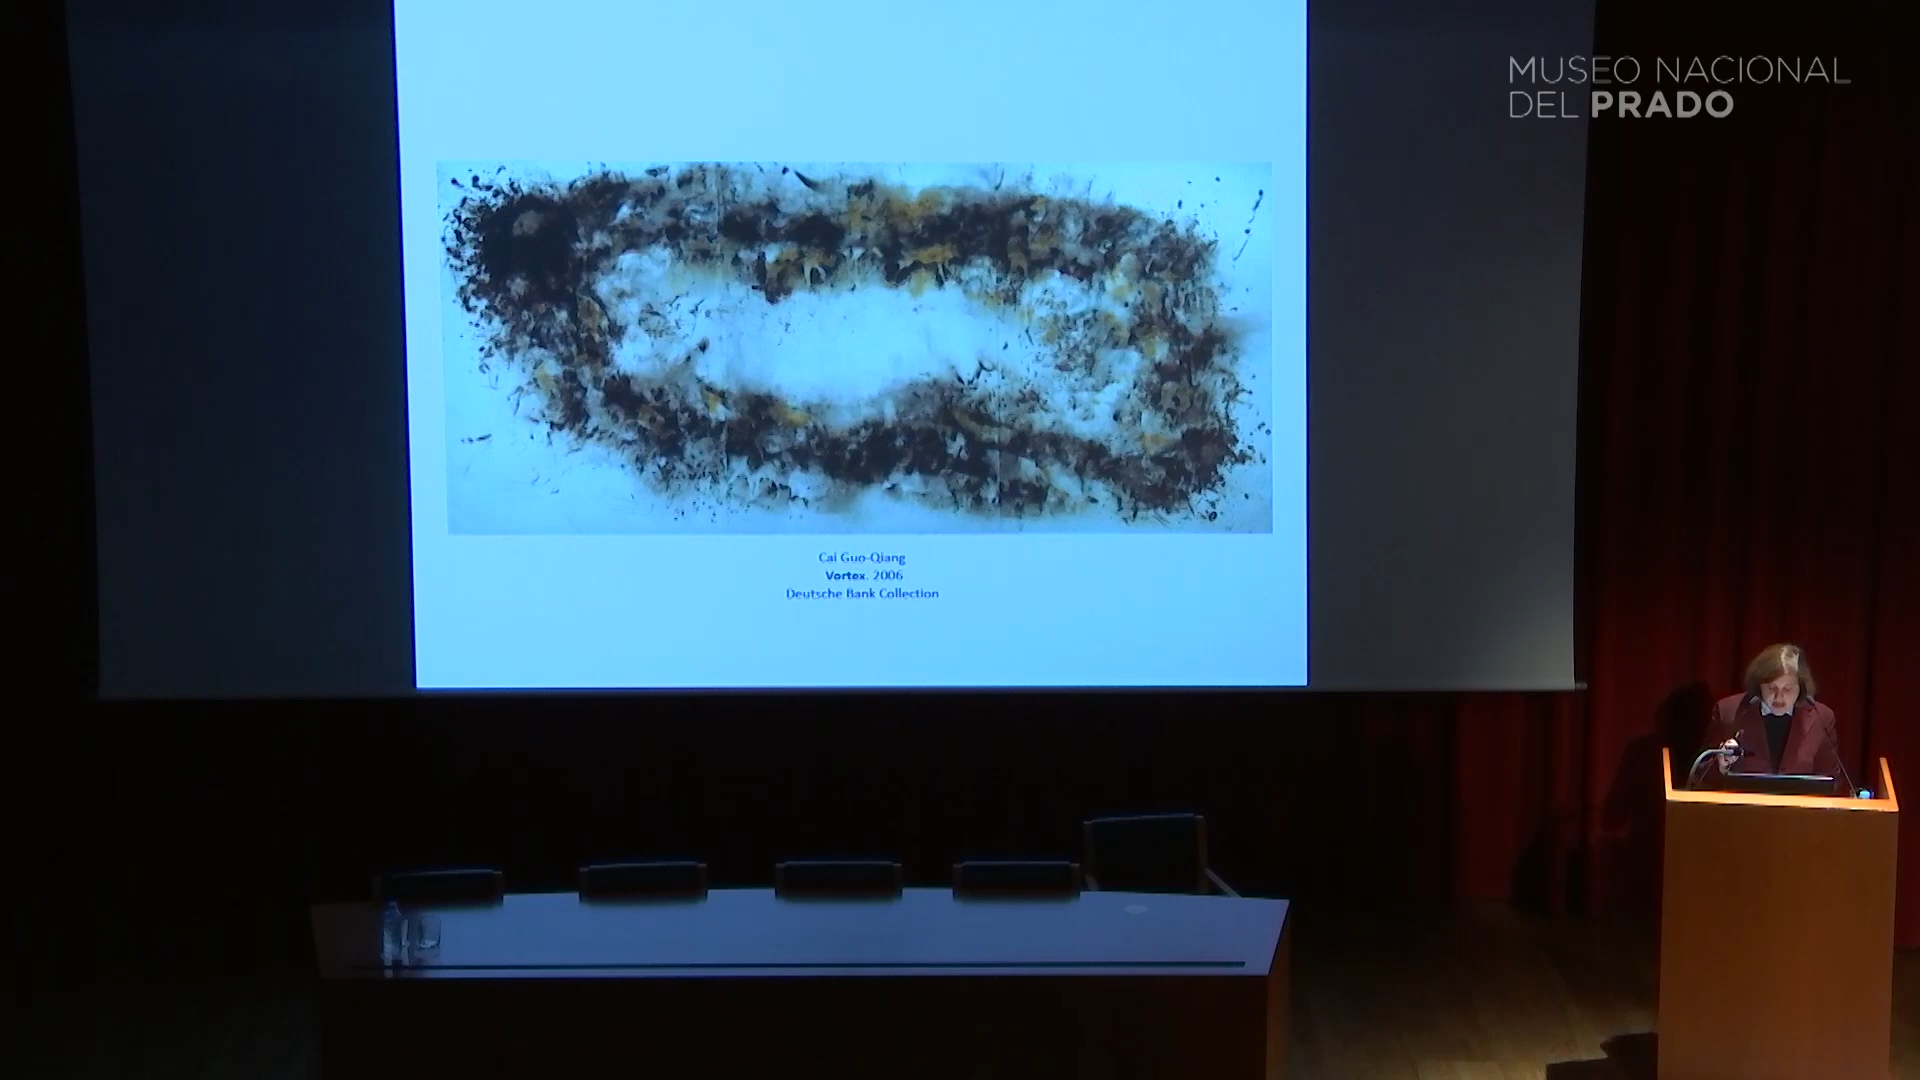 MUSEO NACIONAL
DEL PRADO
Cai Guo-Qiang
Vortex. 2006
Deutsche Bank Collection